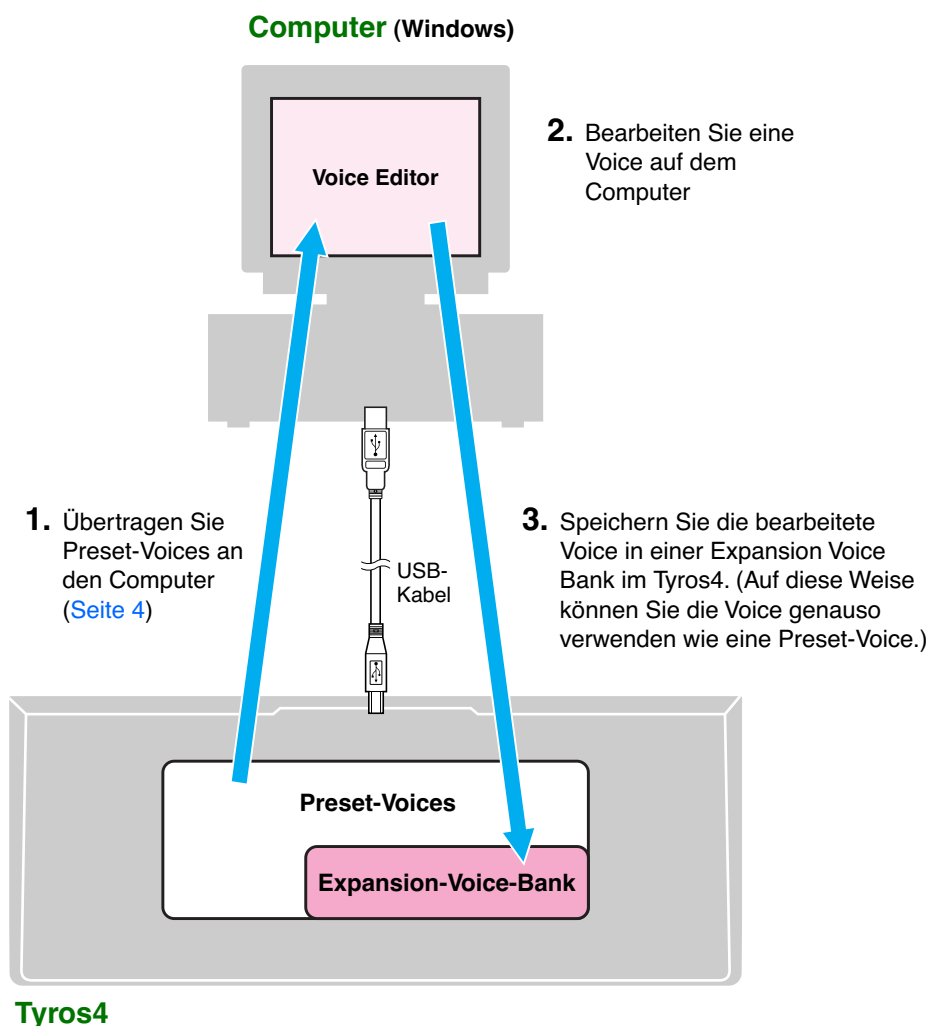 Computer (Windows)
Voice Editor
2. Bearbeiten Sie eine
Voice auf dem
Computer
1. Übertragen Sie
Preset-Voices an
den Computer
(Seite 4)
USB-
Kabel
3. Speichern Sie die bearbeitete
Voice in einer Expansion Voice
Bank im Tyros4. (Auf diese Weise
können Sie die Voice genauso
verwenden wie eine Preset-Voice.)
Preset-Voices
Expansion-Voice-Bank
Tyros4